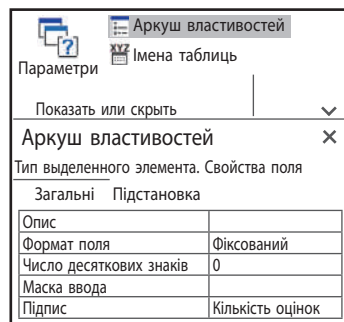 Аркуш властивостей
XYZ Імена таблиць
Параметри
Показать или скрыть
Аркуш властивостей
Тип выделенного элемента. Свойства поля
Загальні Підстановка
Опис
Формат поля Фіксований
Число десяткових знаків 0
Маска ввода
Підпис Кількість оцінок